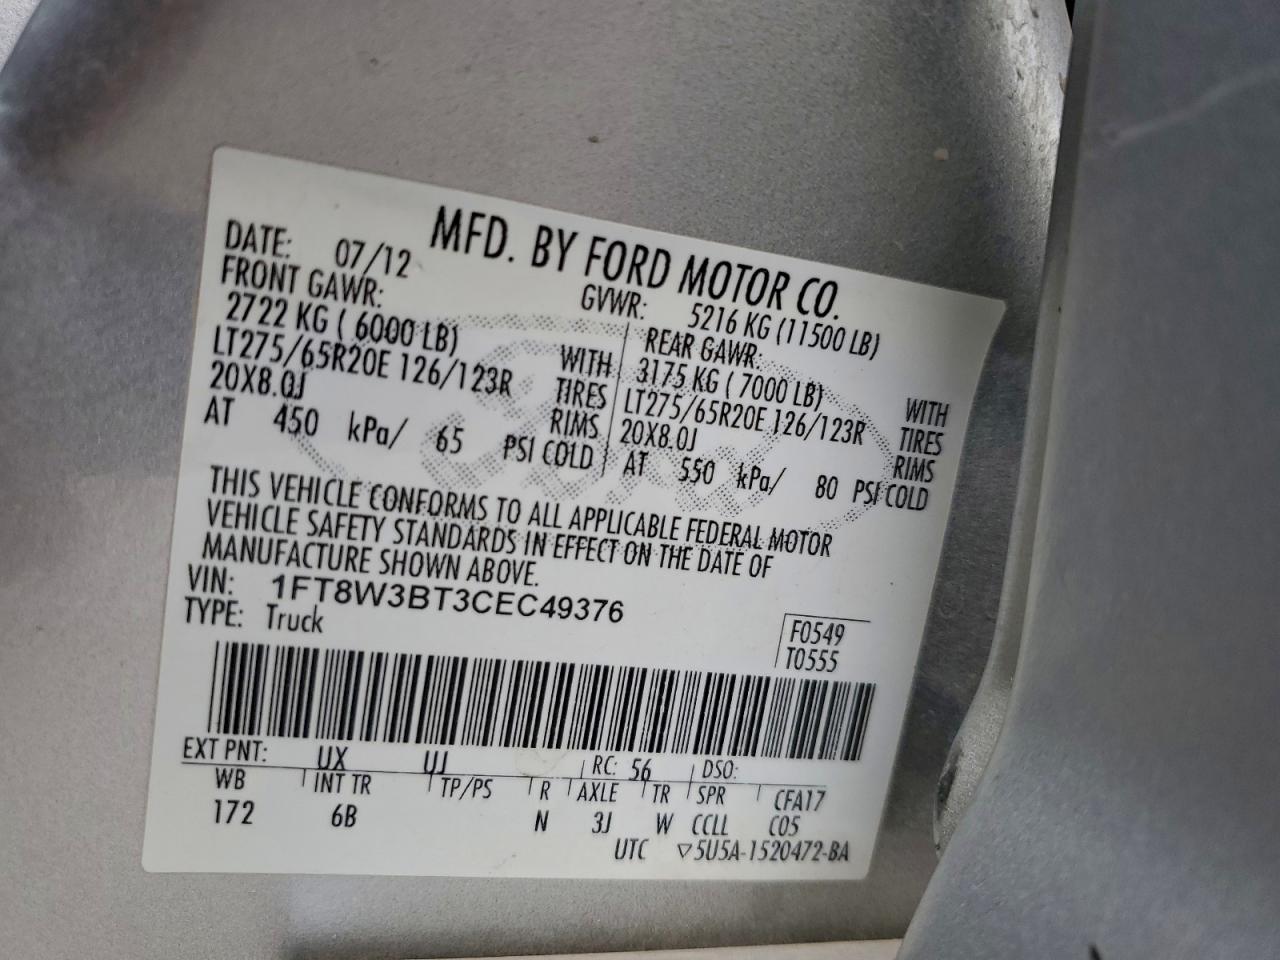 MFD. BY FORD MOTOR CO.
DATE: 07/12 GVWR: 5216 KG (11500 LB)
FRONT GAWR: REAR GAWR:
2722 KG ( 6000 LB) WITH 3175 KG ( 7000 LB) WITH
LT275/65R20E 126/123R TIRES LT275/65R20E 126/123R TIRES
20X8.0J RIMS 20X8.0J RIMS
AT 450 kPa/ 65 PSI COLD AT 550 kPa/ 80 PSI COLD
THIS VEHICLE CONFORMS TO ALL APPLICABLE FEDERAL MOTOR
VEHICLE SAFETY STANDARDS IN EFFECT ON THE DATE OF
MANUFACTURE SHOWN ABOVE.
VIN: 1FT8W3BT3CEC49376
TYPE: Truck
F0549
T0555
EXT PNT: UX UJ RC: 56 DSO:
WB INT TR TP/PS R AXLE TR SPR CFA17
172 6B N 3J W CCLL C05
UTC ▽5U5A-1520472-BA